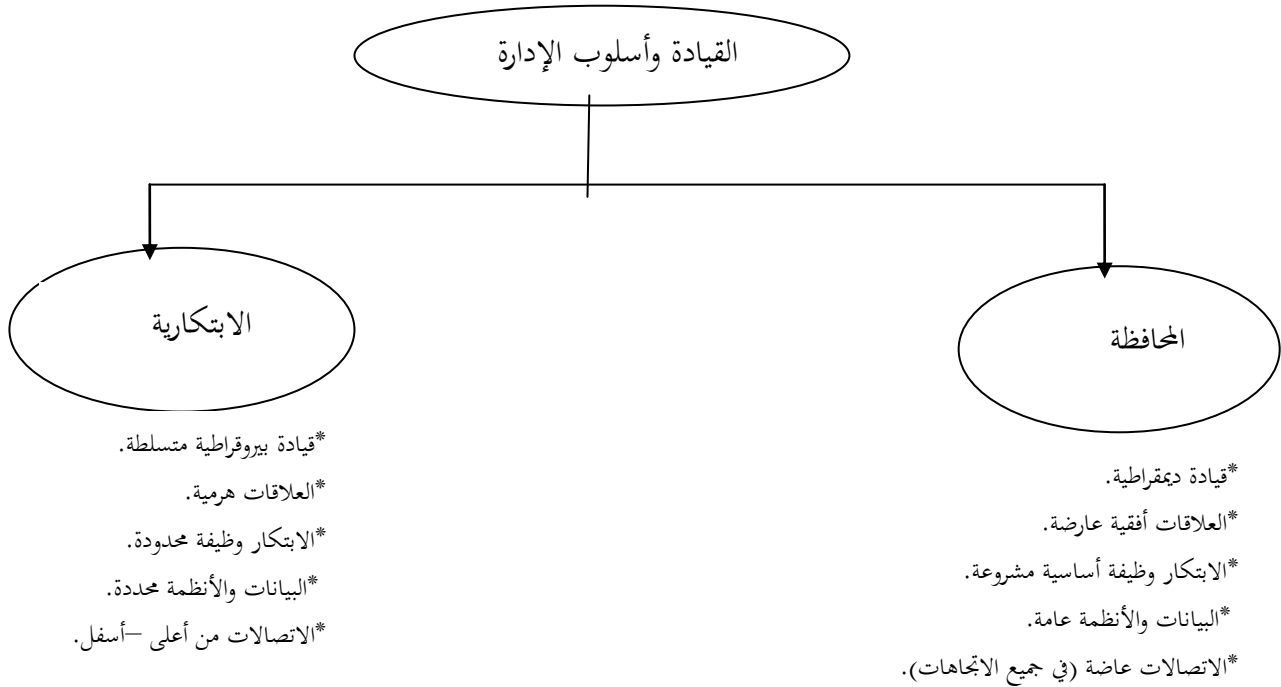 القيادة وأسلوب الإدارة
المحافظة
*قيادة ديمقراطية.
*العلاقات أفقية عارضة.
*الابتكار وظيفة أساسية مشروعة.
*البيانات والأنظمة عامة.
*الاتصالات عاضة (في جميع الاتجاهات).
الابتكارية
*قيادة بيروقراطية متسلطة.
*العلاقات هرمية.
*الابتكار وظيفة محدودة.
*البيانات والأنظمة محددة.
*الاتصالات من أعلى –أسفل.